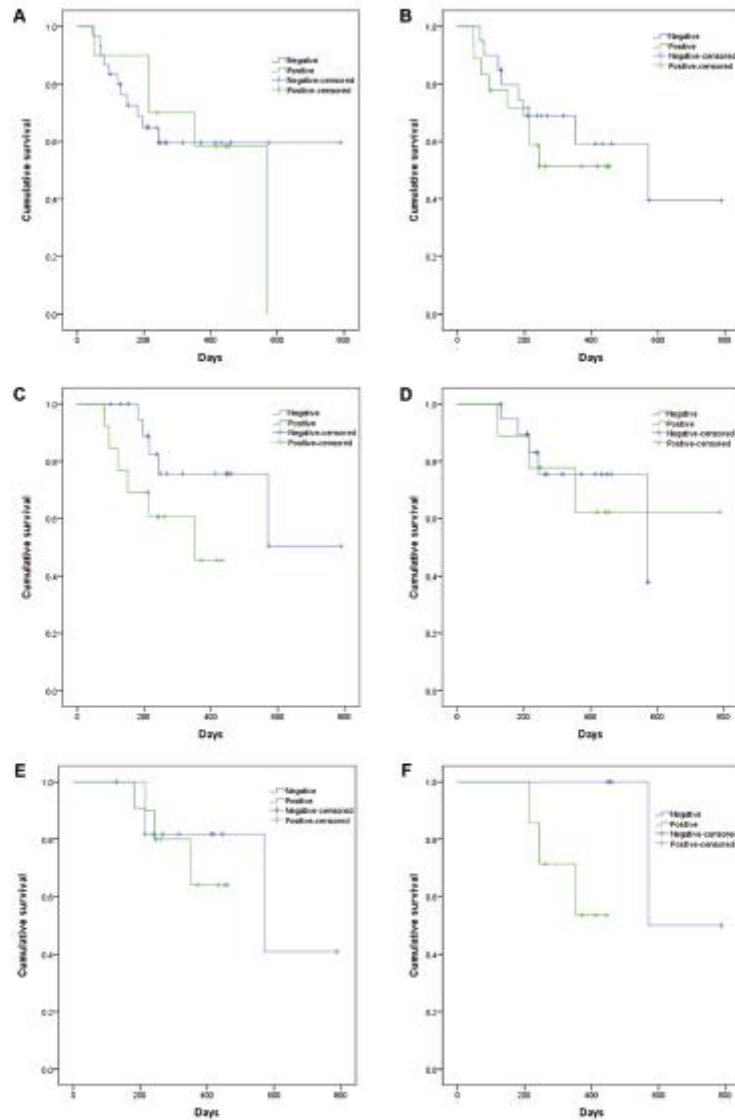 A
1.0
0.8
0.6
0.4
0.2
0.0
Cumulative survival
Negative
Positive
Negative-censored
Positive-censored
0 200 400 600 800
Days
B
1.0
0.8
0.6
0.4
0.2
0.0
Cumulative survival
Negative
Positive
Negative-censored
Positive-censored
0 200 400 600 800
Days
C
1.0
0.8
0.6
0.4
0.2
0.0
Cumulative survival
Negative
Positive
Negative-censored
Positive-censored
0 200 400 600 800
Days
D
1.0
0.8
0.6
0.4
0.2
0.0
Cumulative survival
Negative
Positive
Negative-censored
Positive-censored
0 200 400 600 800
Days
E
1.0
0.8
0.6
0.4
0.2
0.0
Cumulative survival
Negative
Positive
Negative-censored
Positive-censored
0 200 400 600 800
Days
F
1.0
0.8
0.6
0.4
0.2
0.0
Cumulative survival
Negative
Positive
Negative-censored
Positive-censored
0 200 400 600 800
Days